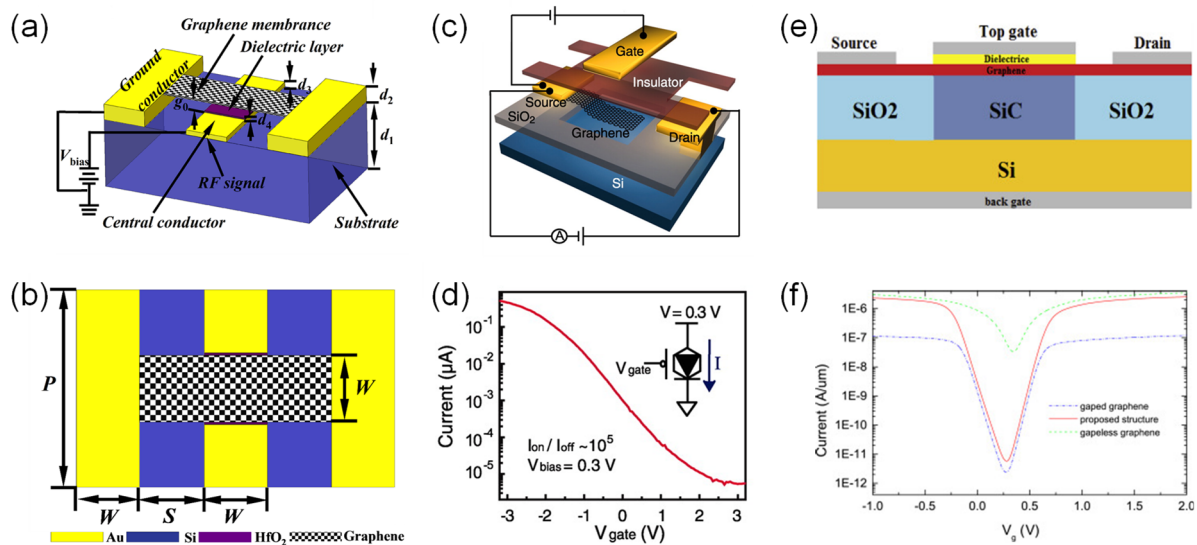 (a)
Graphene membrance
Dielectric layer
Ground
conductor
g0
d3
d2
d4
d1
Vbias
RF signal
Central conductor
Substrate
(c)
Gate
Insulator
Source
SiO2
Graphene
Drain
Si
A
(e)
Source
Top gate
Drain
Dielectrice
Graphene
SiO2
SiC
SiO2
Si
back gate
(b)
P
W
W
S
W
Au
Si
HfO2
Graphene
(d)
Current (µA)
10-1
10-2
10-3
10-4
10-5
V= 0.3 V
Vgate
I
Ion / Ioff ~105
Vbias= 0.3 V
-3 -2 -1 0 1 2 3
Vgate (V)
(f)
Current (A/um)
1E-6
1E-7
1E-8
1E-9
1E-10
1E-11
1E-12
gaped graphene
proposed structure
gapeless graphene
-1.0 -0.5 0.0 0.5 1.0 1.5 2.0
Vg (V)